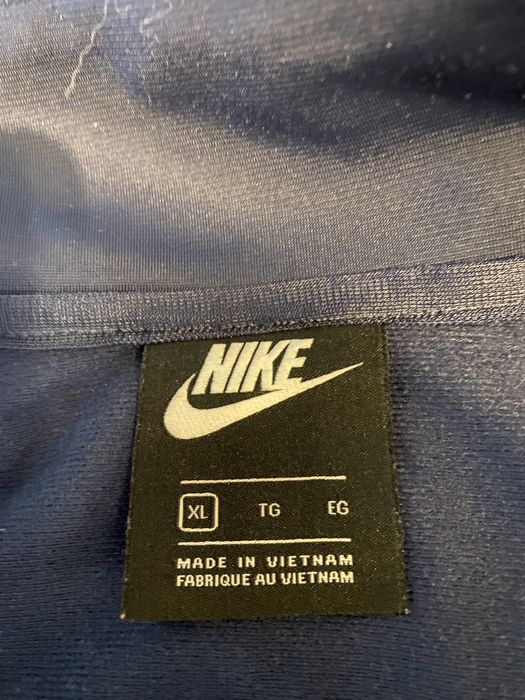 NIKE
XL TG EG
MADE IN VIETNAM
FABRIQUE AU VIETNAM